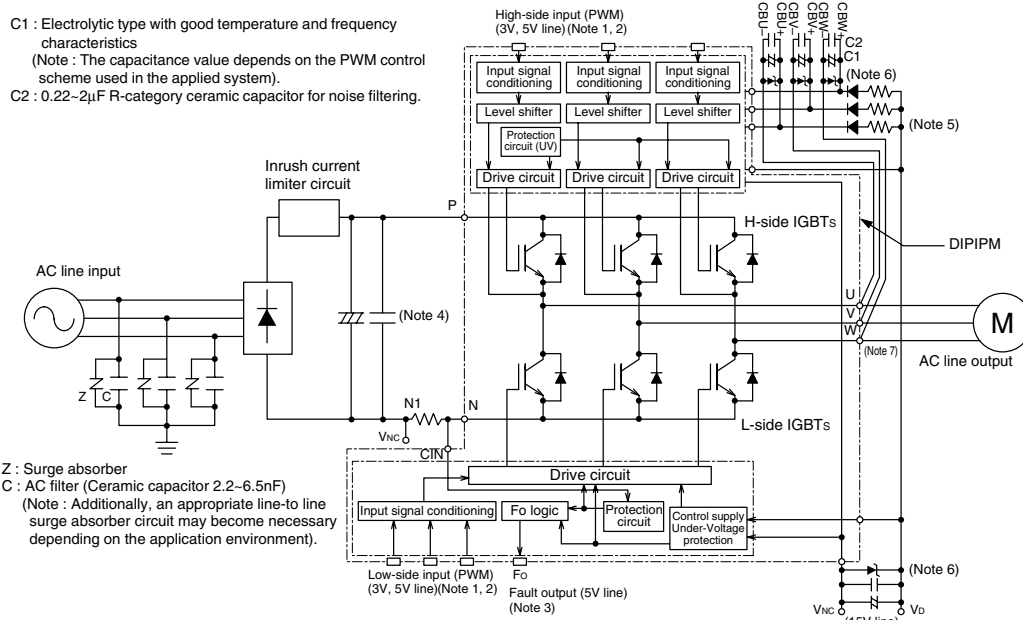 C1 : Electrolytic type with good temperature and frequency
characteristics
(Note : The capacitance value depends on the PWM control
scheme used in the applied system).
C2 : 0.22~2μF R-category ceramic capacitor for noise filtering.
High-side input (PWM)
(3V, 5V line)(Note 1, 2)
CBU–
CBU+
CBV–
CBV+
CBW–
CBW+
C2
C1
(Note 6)
(Note 5)
Input signal
conditioning
Input signal
conditioning
Input signal
conditioning
Level shifter
Level shifter
Level shifter
Protection
circuit (UV)
Drive circuit
Drive circuit
Drive circuit
Inrush current
limiter circuit
P
H-side IGBTS
DIPIPM
AC line input
(Note 4)
U
V
W
(Note 7)
M
AC line output
Z
C
N1
N
VNC
CIN
L-side IGBTS
Z : Surge absorber
C : AC filter (Ceramic capacitor 2.2~6.5nF)
(Note : Additionally, an appropriate line-to line
surge absorber circuit may become necessary
depending on the application environment).
Drive circuit
Input signal conditioning
Fo logic
Protection
circuit
Control supply
Under-Voltage
protection
Low-side input (PWM)
(3V, 5V line)(Note 1, 2)
FO
Fault output (5V line)
(Note 3)
(Note 6)
VNC
(15V line)
VD